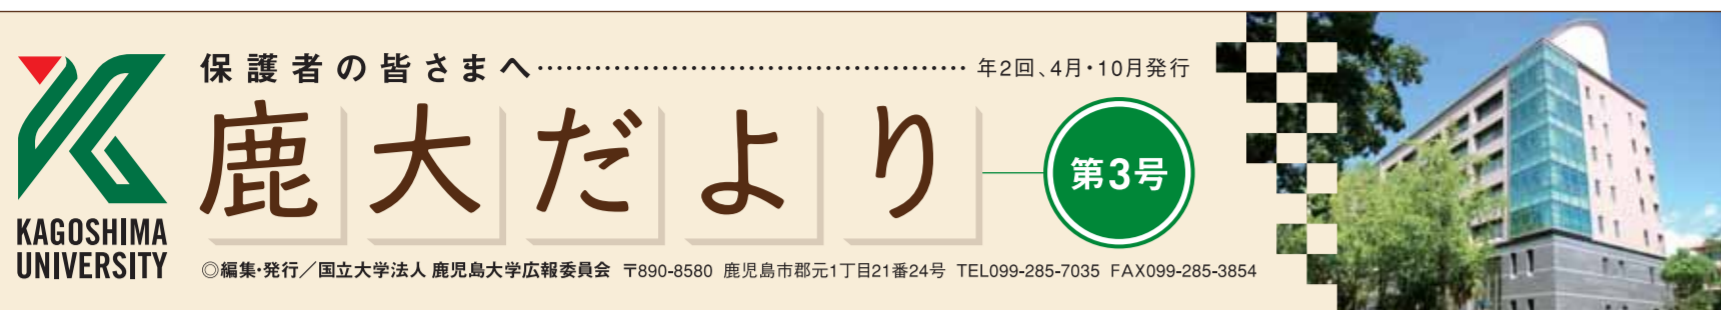 保護者の皆さまへ………………………………………… 年2回、4月・10月発行
鹿大だより
第3号
KAGOSHIMA
UNIVERSITY
◎編集・発行／国立大学法人 鹿児島大学広報委員会 〒890-8580 鹿児島市郡元1丁目21番24号 TEL099-285-7035 FAX099-285-3854